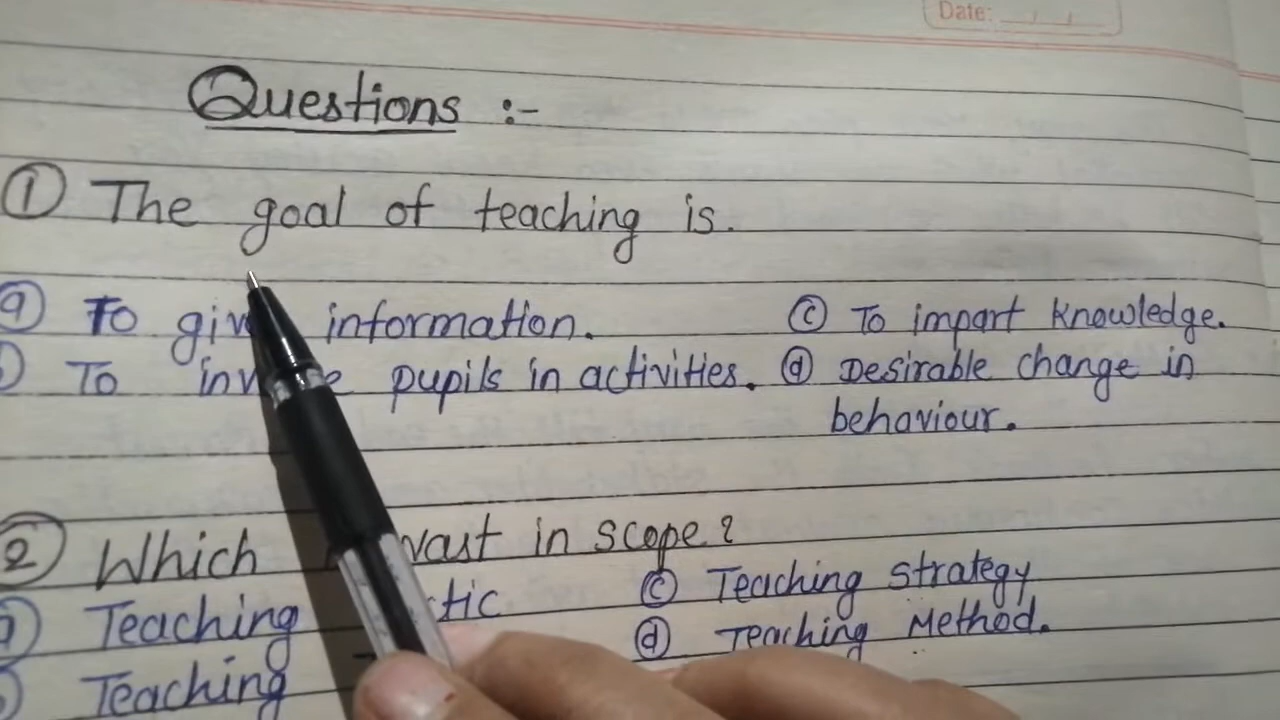 Date:
Questions :-
① The goal of teaching is.
ⓐ To give information. ⓒ To impart knowledge.
To involve pupils in activities. ⓓ Desirable change in
behaviour.
② Which vast in scope?
Teaching ⓒ Teaching strategy
Teaching ⓓ Teaching Method.